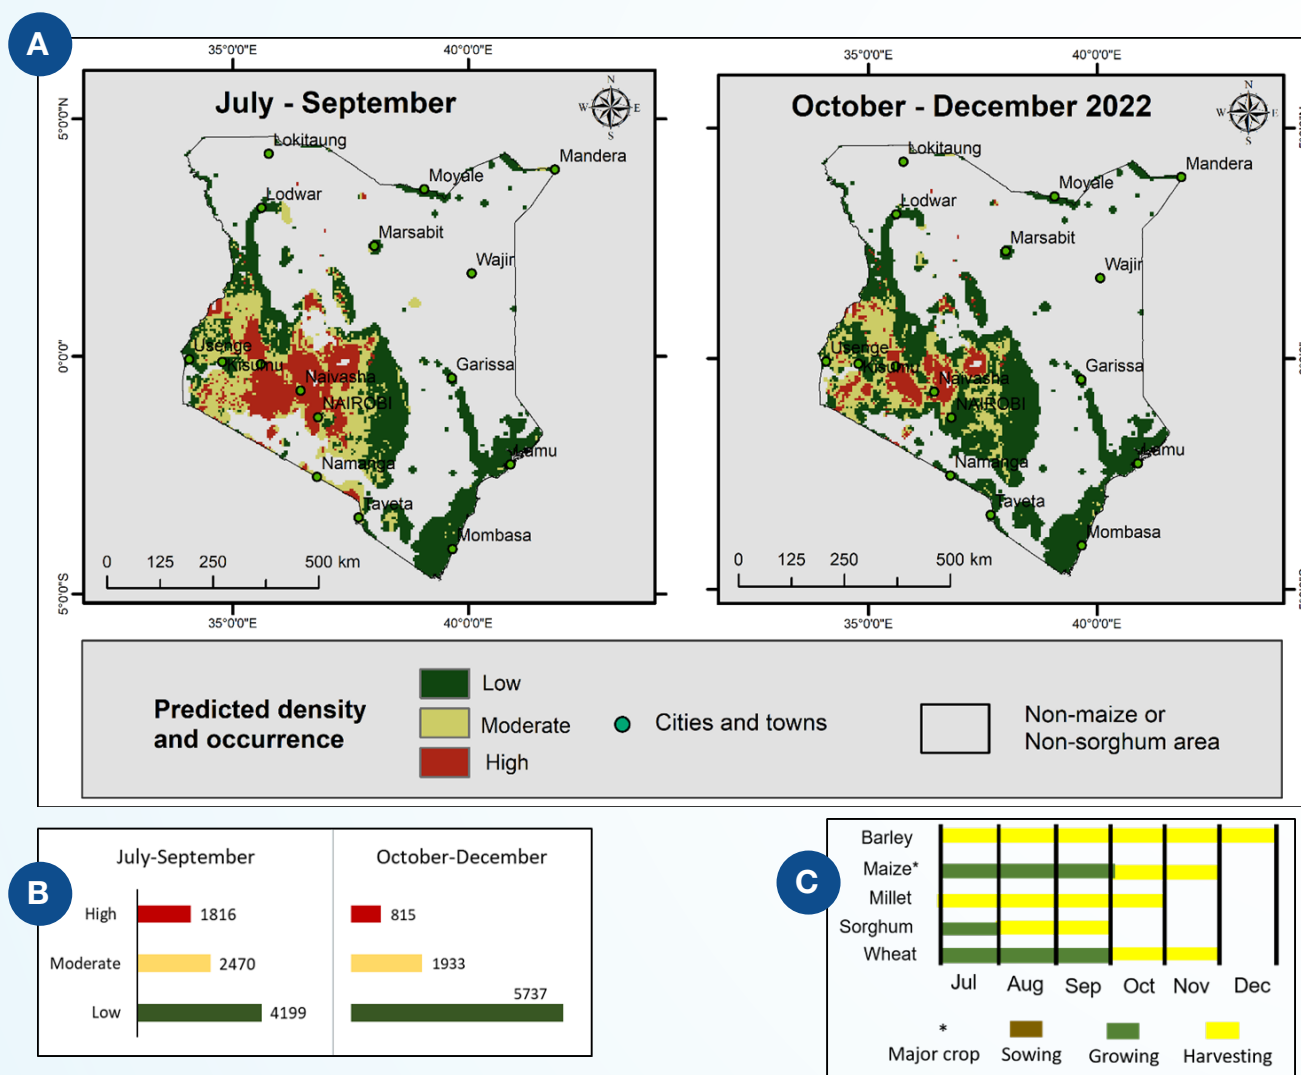 A
35°0'0"E
40°0'0"E
35°0'0"E
40°0'0"E
July - September
N
W
E
S
5°0'0"N
0°0'0"
5°0'0"S
Lokitaung
Mandera
Moyale
Lodwar
Marsabit
Wajir
Usenge
Kisumu
Garissa
Naivasha
NAIROBI
Lamu
Namanga
Taveta
Mombasa
0 125 250 500 km
35°0'0"E
40°0'0"E
October - December 2022
N
W
E
S
Lokitaung
Mandera
Moyale
Lodwar
Marsabit
Wajir
Usenge
Kisumu
Garissa
Naivasha
NAIROBI
Lamu
Namanga
Taveta
Mombasa
0 125 250 500 km
35°0'0"E
40°0'0"E
Predicted density
and occurrence
Low
Moderate
High
Cities and towns
Non-maize or
Non-sorghum area
B
July-September
October-December
High 1816 815
Moderate 2470 1933
Low 4199 5737
C
Barley
Maize*
Millet
Sorghum
Wheat
Jul Aug Sep Oct Nov Dec
*
Major crop Sowing Growing Harvesting